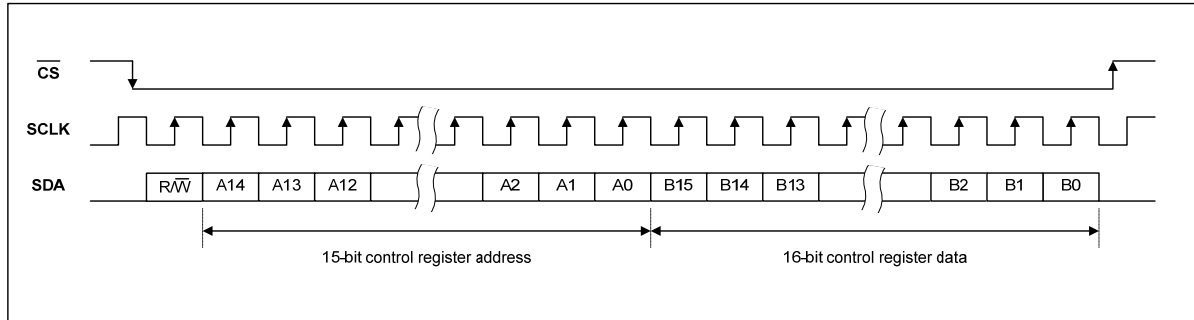 CS
SCLK
SDA R/W A14 A13 A12 A2 A1 A0 B15 B14 B13 B2 B1 B0
15-bit control register address 16-bit control register data